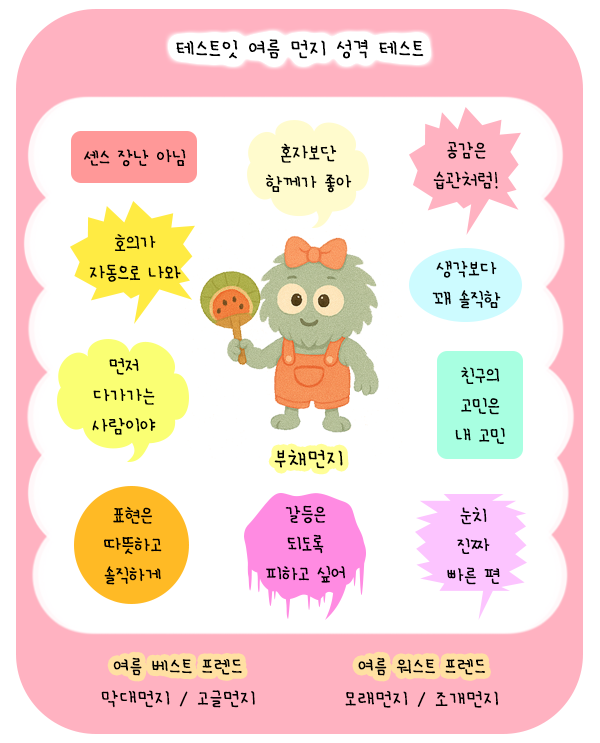 테스트잇 여름 먼지 성격 테스트
센스 장난 아님
혼자보단
함께가 좋아
공감은
습관처럼!
호의가
자동으로 나와
생각보다
꽤 솔직함
먼저
다가가는
사람이야
친구의
고민은
내 고민
부채먼지
표현은
따뜻하고
솔직하게
갈등은
되도록
피하고 싶어
눈치
진짜
빠른 편
여름 베스트 프렌드
막대먼지 / 고글먼지
여름 워스트 프렌드
모래먼지 / 조개먼지